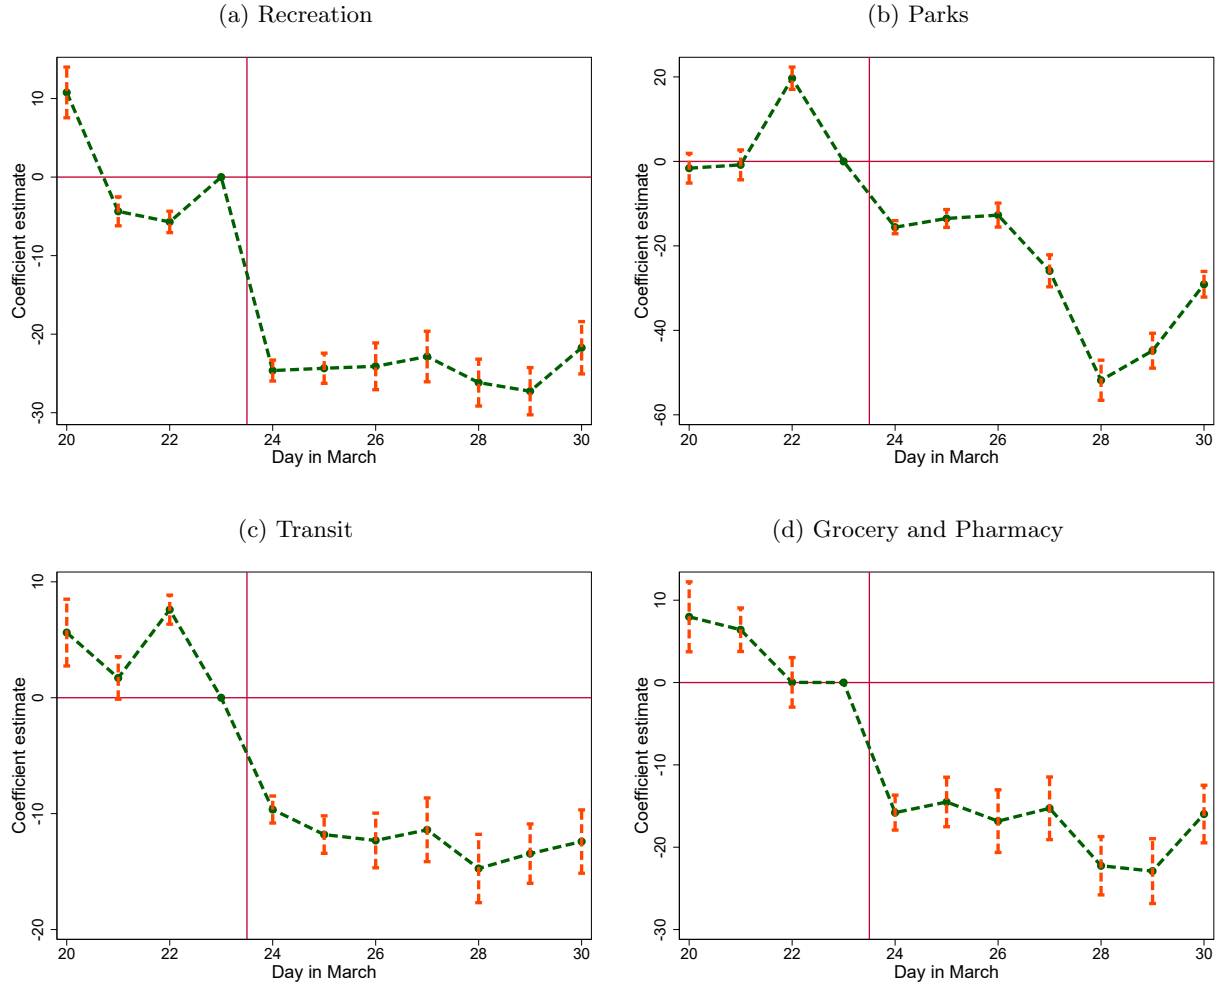 (a) Recreation
10
0
-10
-20
-30
Coefficient estimate
20 22 24 26 28 30
Day in March
(b) Parks
20
0
-20
-40
-60
Coefficient estimate
20 22 24 26 28 30
Day in March
(c) Transit
10
0
-10
-20
Coefficient estimate
20 22 24 26 28 30
Day in March
(d) Grocery and Pharmacy
10
0
-10
-20
-30
Coefficient estimate
20 22 24 26 28 30
Day in March